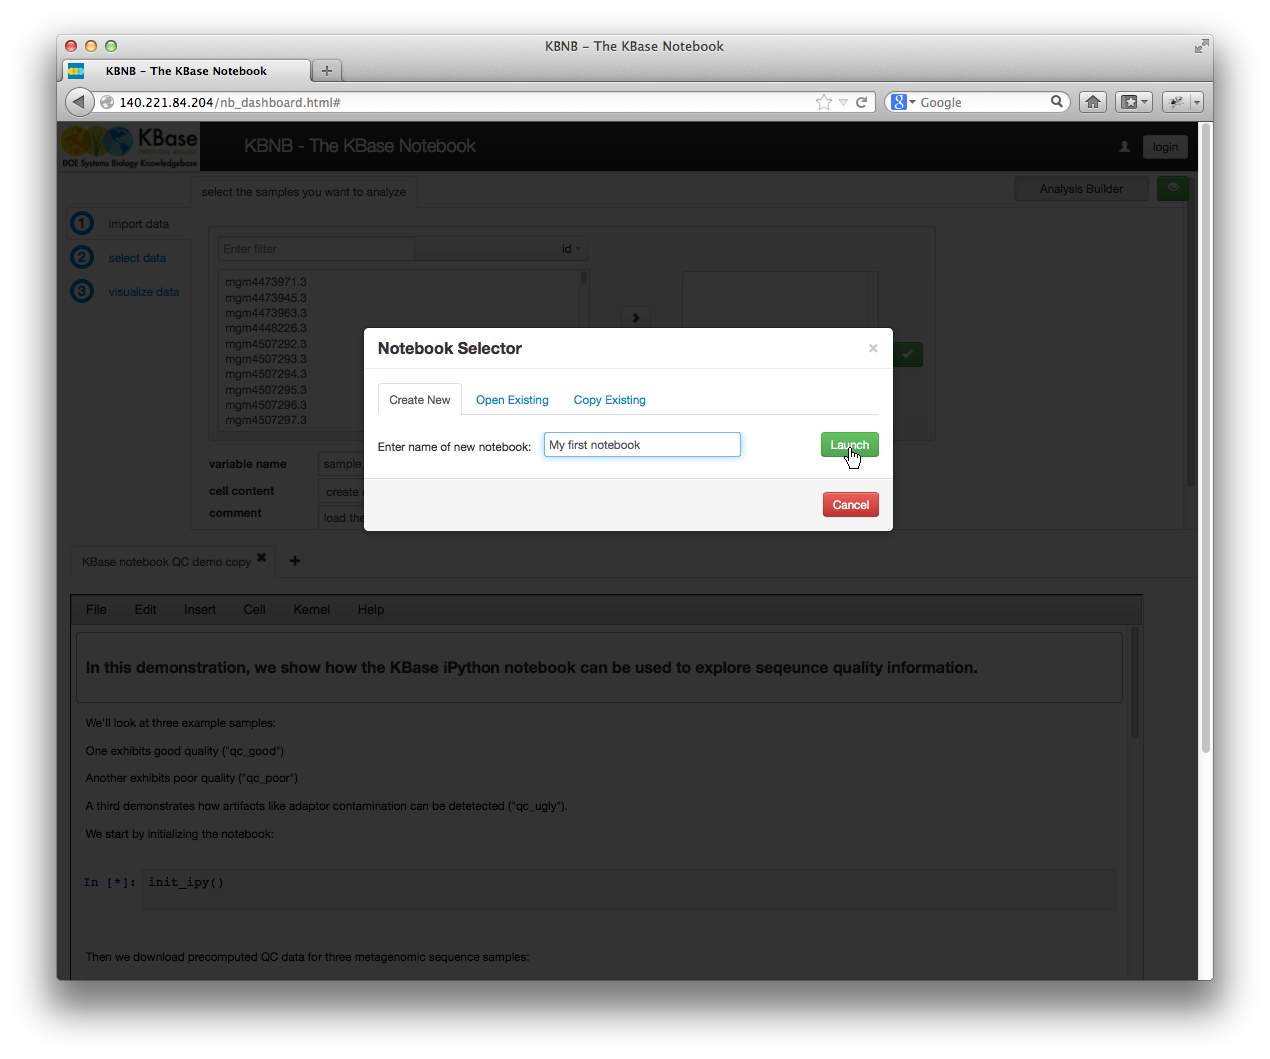 KBNB – The KBase Notebook
KBNB – The KBase Notebook
140.221.84.204/nb_dashboard.html#
Google
KBase
DOE Systems Biology Knowledgebase
KBNB - The KBase Notebook
login
select the samples you want to analyze
Analysis Builder
1 import data
2 select data
3 visualize data
Enter filter
id
mgm4473971.3
mgm4473945.3
mgm4473963.3
mgm4448226.3
mgm4507292.3
mgm4507293.3
mgm4507294.3
mgm4507295.3
mgm4507296.3
mgm4507297.3
Notebook Selector
×
Create New
Open Existing
Copy Existing
Enter name of new notebook:
My first notebook
Launch
Cancel
variable name
sample_
cell content
create
comment
load the
KBase notebook QC demo copy
File Edit Insert Cell Kernel Help
In this demonstration, we show how the KBase iPython notebook can be used to explore seqeunce quality information.
We'll look at three example samples:
One exhibits good quality ("qc_good")
Another exhibits poor quality ("qc_poor")
A third demonstrates how artifacts like adaptor contamination can be detetected ("qc_ugly").
We start by initializing the notebook:
In [*]: init_ipy()
Then we download precomputed QC data for three metagenomic sequence samples: